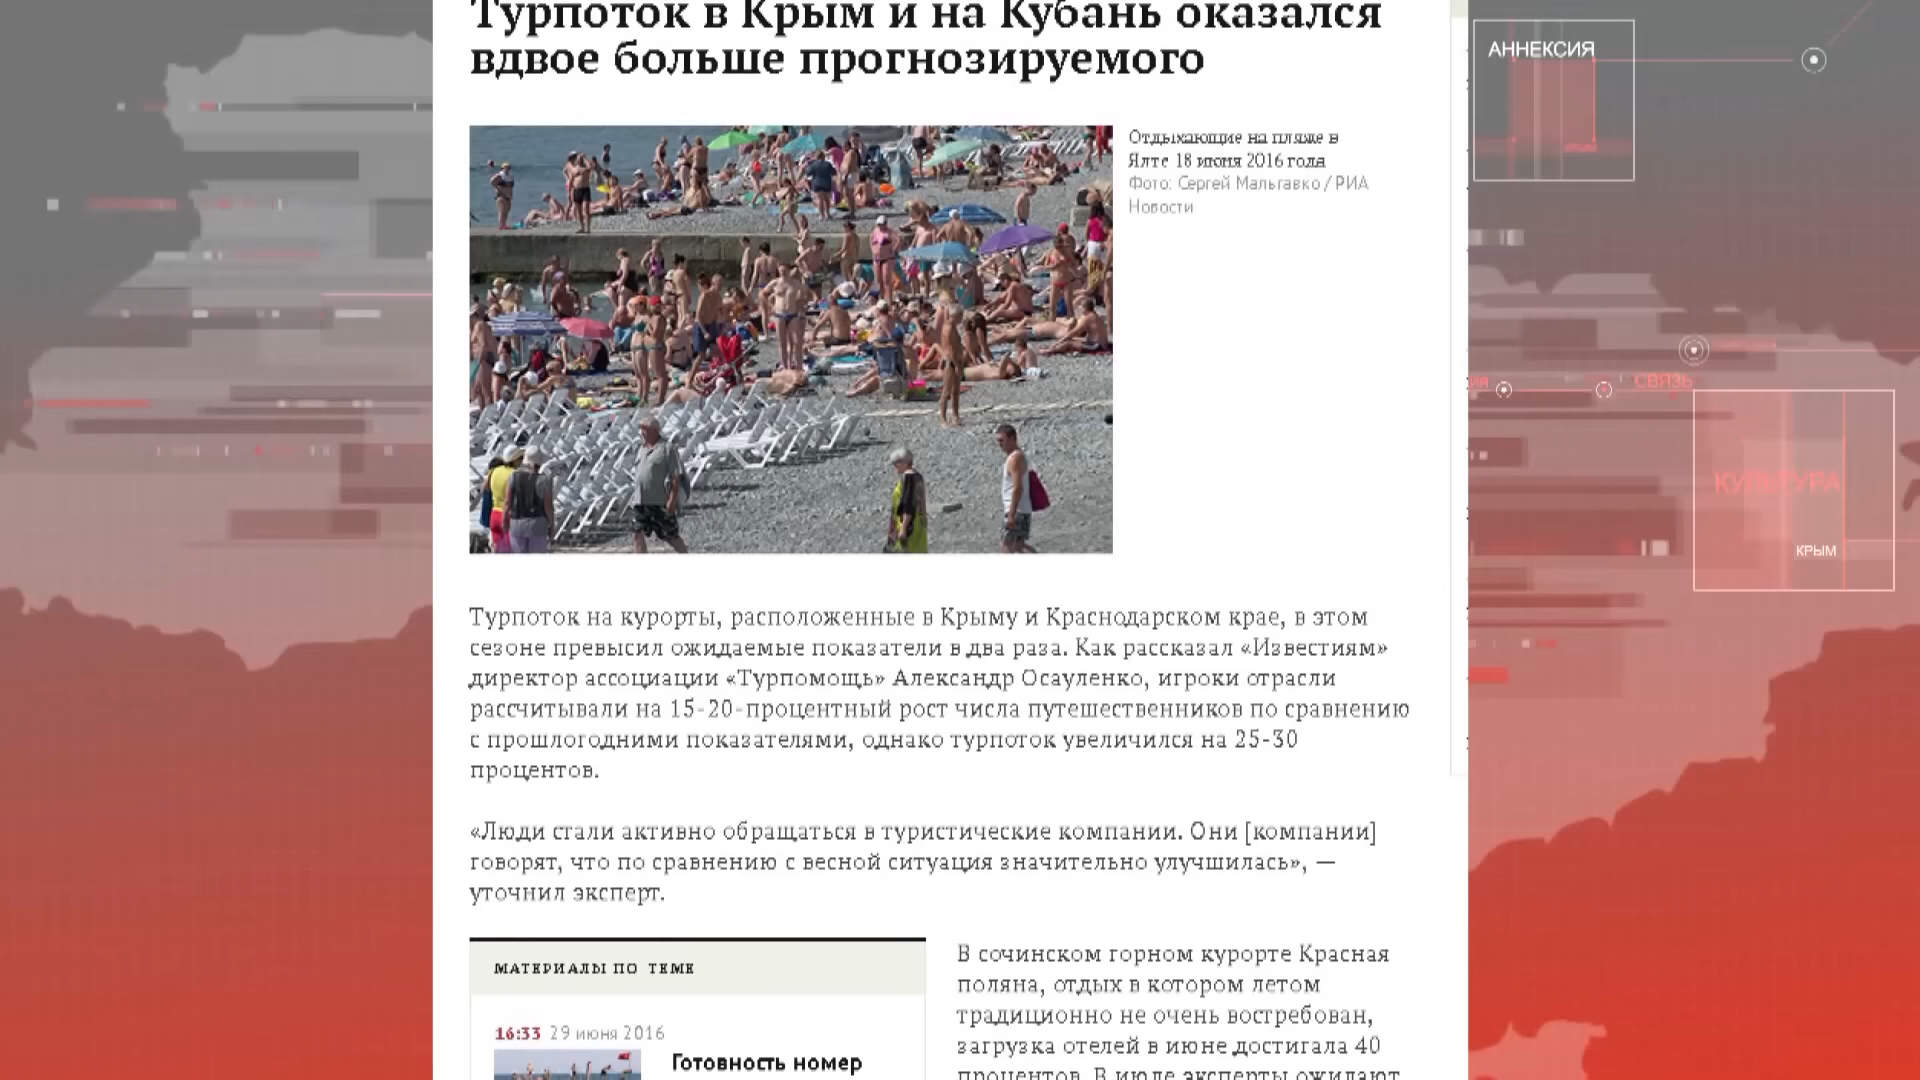 Турпоток в Крым и на Кубань оказался
вдвое больше прогнозируемого
Отдыхающие на пляже в
Ялте 18 июня 2016 года
Фото: Сергей Мальгавко / РИА
Новости
Турпоток на курорты, расположенные в Крыму и Краснодарском крае, в этом
сезоне превысил ожидаемые показатели в два раза. Как рассказал «Известиям»
директор ассоциации «Турпомощь» Александр Осауленко, игроки отрасли
рассчитывали на 15-20-процентный рост числа путешественников по сравнению
с прошлогодними показателями, однако турпоток увеличился на 25-30
процентов.
«Люди стали активно обращаться в туристические компании. Они [компании]
говорят, что по сравнению с весной ситуация значительно улучшилась», —
уточнил эксперт.
МАТЕРИАЛЫ ПО ТЕМЕ
16:33 29 июня 2016
Готовность номер
В сочинском горном курорте Красная
поляна, отдых в котором летом
традиционно не очень востребован,
загрузка отелей в июне достигала 40
процентов. В июле эксперты ожидают
АННЕКСИЯ
СВЯЗЬ
КУЛЬТУРА
КРЫМ